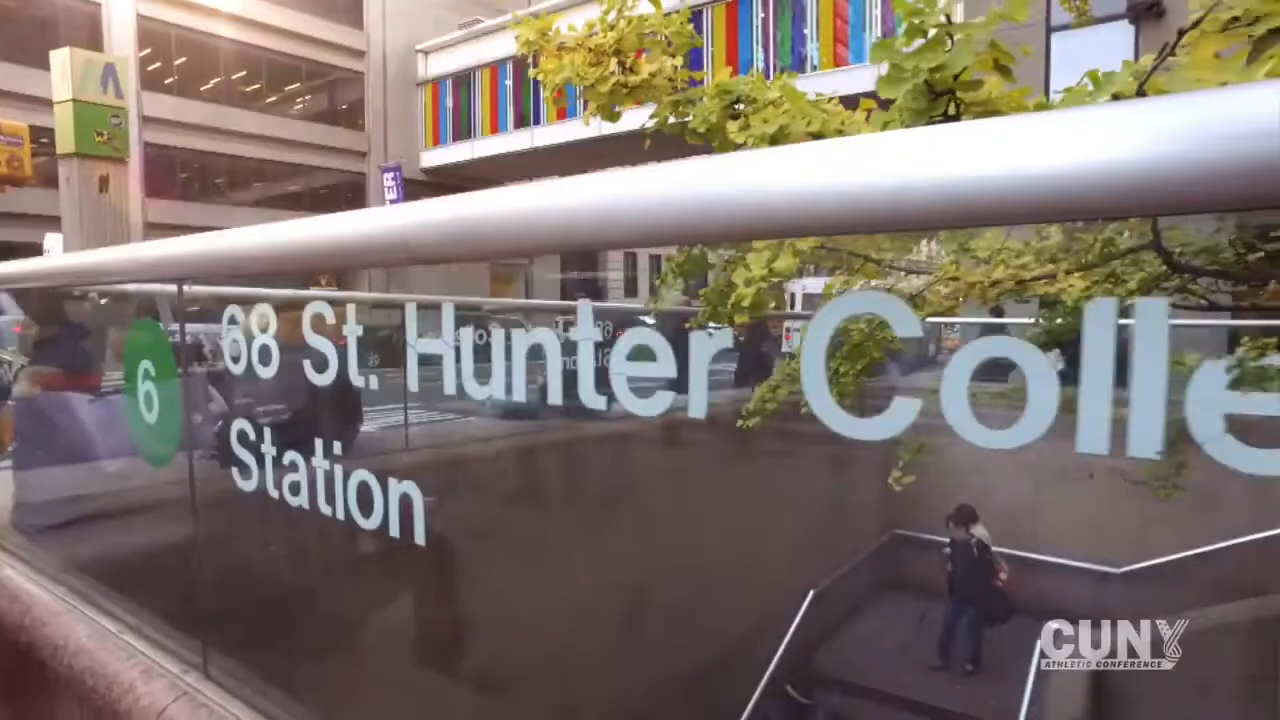 6
68 St. Hunter Colle
Station
CUNY
ATHLETIC CONFERENCE